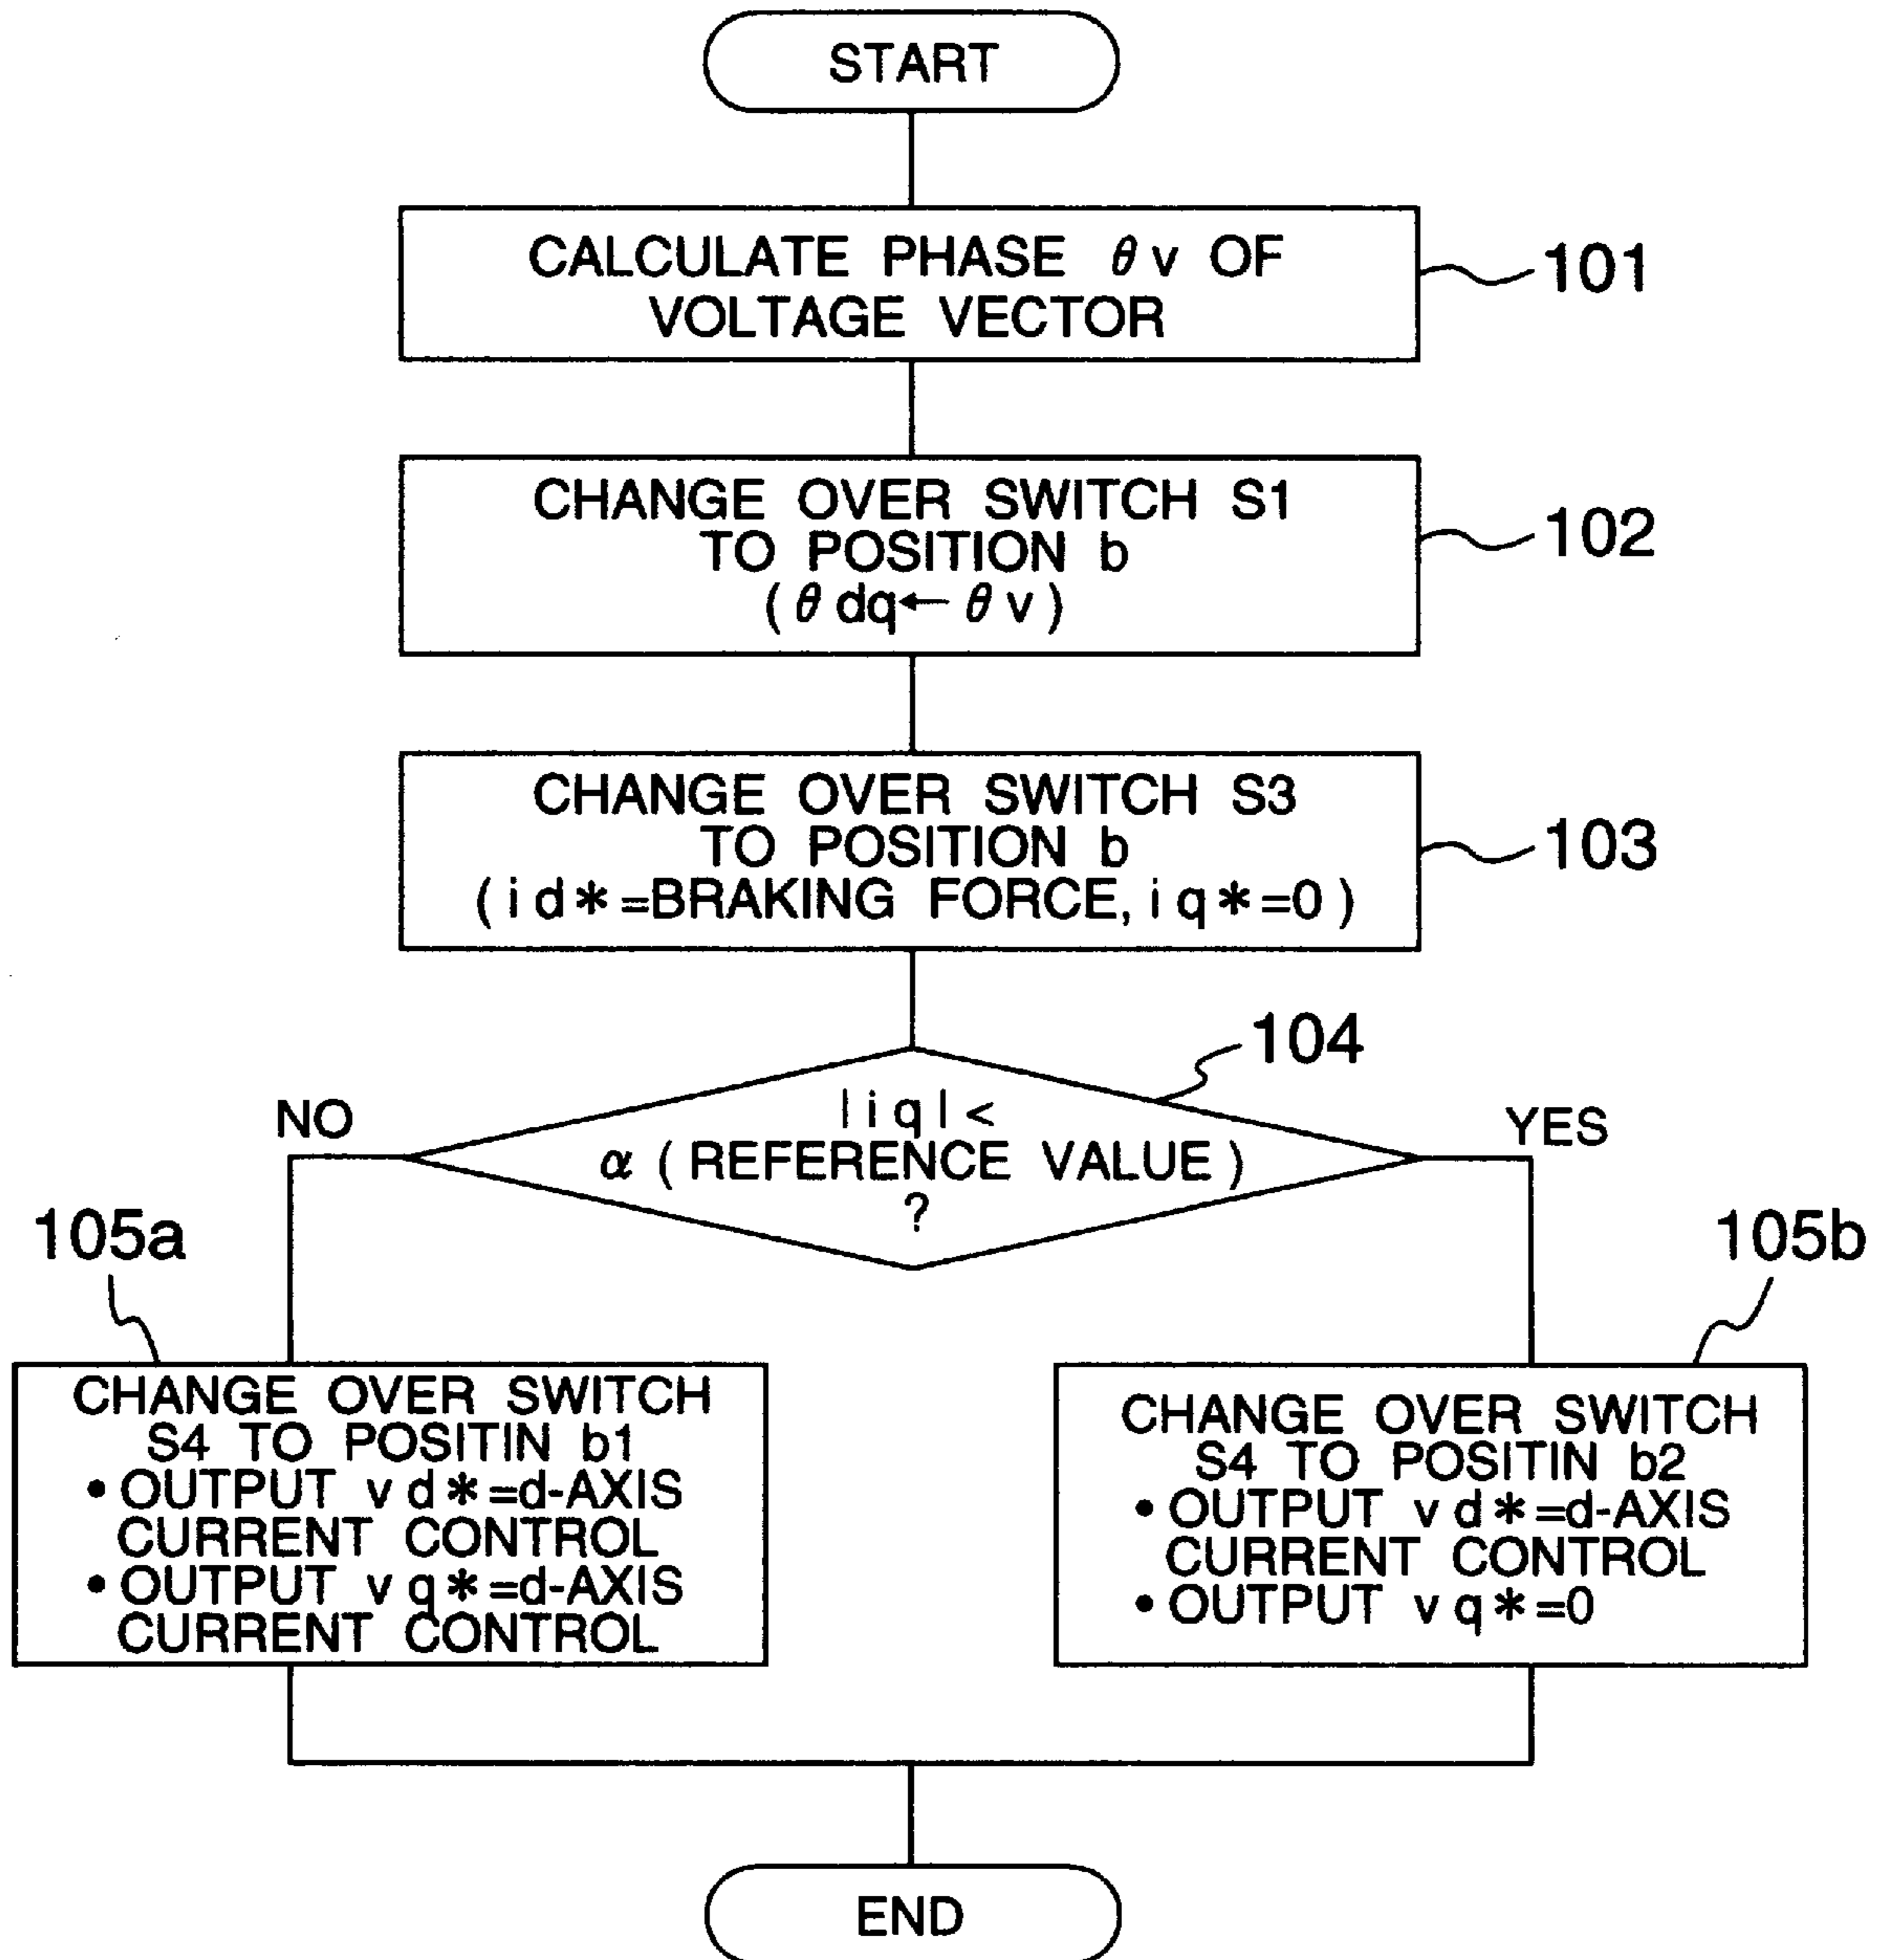 START
CALCULATE PHASE θv OF
VOLTAGE VECTOR
101
CHANGE OVER SWITCH S1
TO POSITION b
(θdq←θv)
102
CHANGE OVER SWITCH S3
TO POSITION b
(id*=BRAKING FORCE, iq*=0)
103
104
|iq|<
α (REFERENCE VALUE)
?
NO
YES
105a
105b
CHANGE OVER SWITCH
S4 TO POSITIN b1
•OUTPUT vd*=d-AXIS
CURRENT CONTROL
•OUTPUT vq*=d-AXIS
CURRENT CONTROL
CHANGE OVER SWITCH
S4 TO POSITIN b2
•OUTPUT vd*=d-AXIS
CURRENT CONTROL
•OUTPUT vq*=0
END